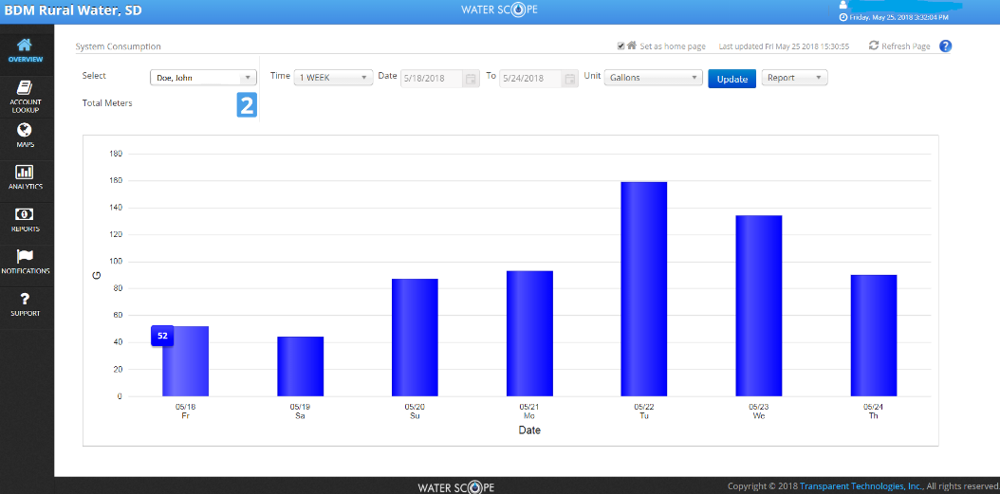 BDM Rural Water, SD
WATER SCOPE
Friday, May 25, 2018 3:32:04 PM
OVERVIEW
ACCOUNT
LOOKUP
MAPS
ANALYTICS
REPORTS
NOTIFICATIONS
?
SUPPORT
System Consumption
Set as home page Last updated Fri May 25 2018 15:30:55 Refresh Page ?
Select Doe, John Time 1 WEEK Date 5/18/2018 To 5/24/2018 Unit Gallons Update Report
Total Meters 2
180
160
140
120
100
80
60
40
20
0
G
52
05/18 05/19 05/20 05/21 05/22 05/23 05/24
Fr Sa Su Mo Tu We Th
Date
WATER SCOPE
Copyright © 2018 Transparent Technologies, Inc., All rights reserved.